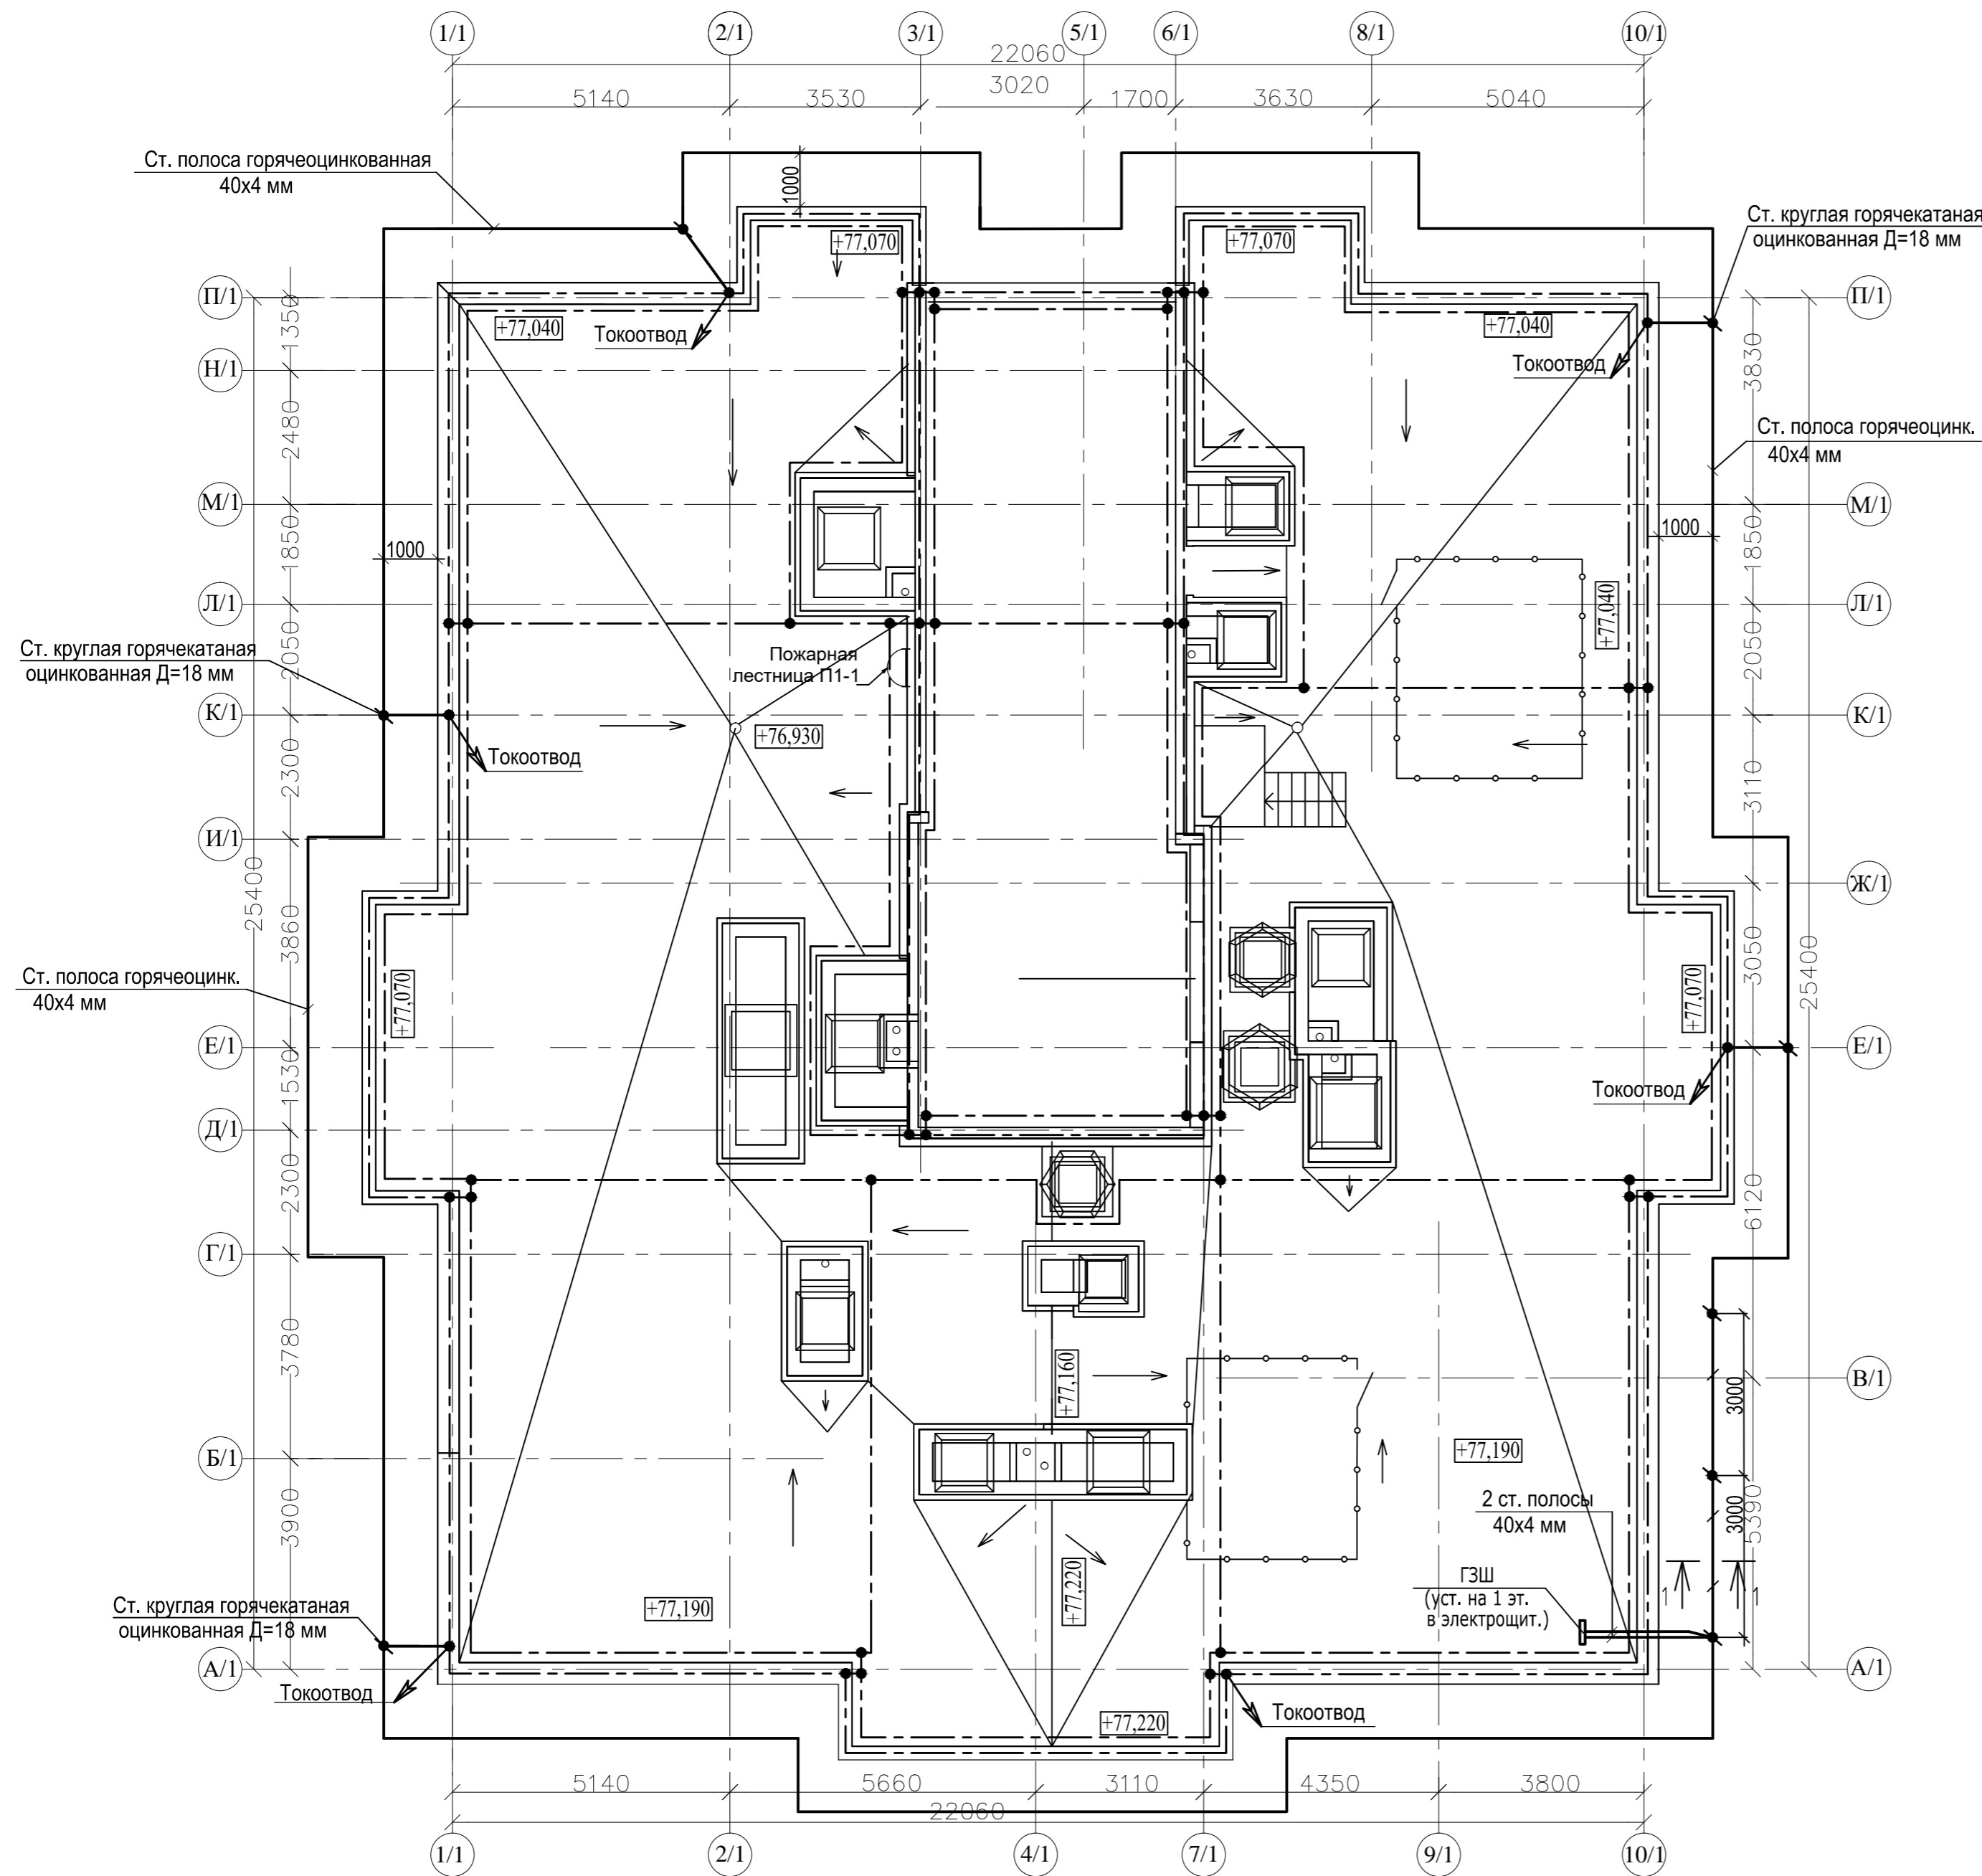 1/1
2/1
3/1
5/1
6/1
8/1
10/1
22060
5140
3530
3020
1700
3630
5040
Ст. полоса горячеоцинкованная
40х4 мм
1000
Ст. круглая горячекатаная
оцинкованная Д=18 мм
+77,070
+77,070
П/1
+77,040
Токоотвод
+77,040
Токоотвод
П/1
1350
3830
Н/1
2480
Ст. полоса горячеоцинк.
40х4 мм
М/1
1000
1000
М/1
1850
1850
Л/1
+77,040
Л/1
Ст. круглая горячекатаная
оцинкованная Д=18 мм
2050
Пожарная
лестница П1-1
2050
К/1
+76,930
К/1
Токоотвод
2300
3110
И/1
25400
3860
Ж/1
Ст. полоса горячеоцинк.
40х4 мм
+77,070
+77,070
3050
25400
Е/1
Е/1
1530
Токоотвод
Д/1
2300
6120
Г/1
3780
+77,160
В/1
3000
Б/1
+77,190
2 ст. полосы
40х4 мм
3000
5390
3900
ГЗШ
(уст. на 1 эт.
в электрощит.)
1
1
+77,220
Ст. круглая горячекатаная
оцинкованная Д=18 мм
+77,190
А/1
А/1
Токоотвод
+77,220
Токоотвод
5140
5660
3110
4350
3800
22060
1/1
2/1
4/1
7/1
9/1
10/1